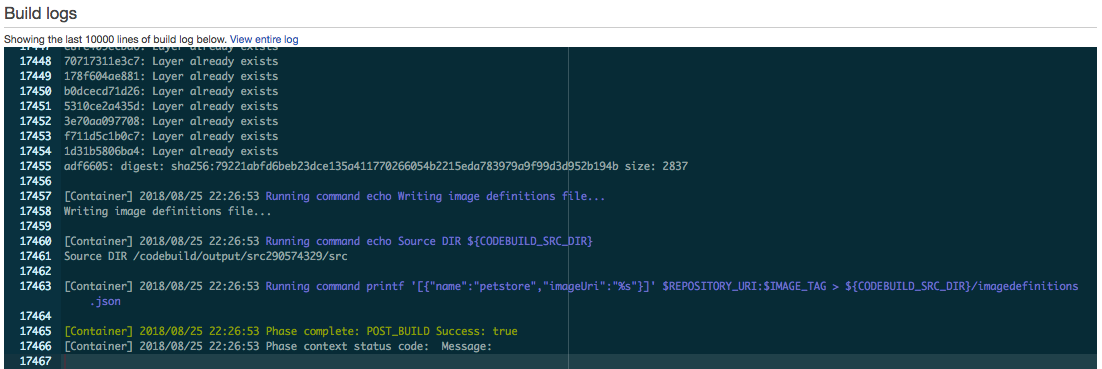 Build logs
Showing the last 10000 lines of build log below. View entire log
17448 70717311e3c7: Layer already exists
17449 178f604ae881: Layer already exists
17450 b0dcecd71d26: Layer already exists
17451 5310ce2a435d: Layer already exists
17452 3e70aa097708: Layer already exists
17453 f711d5c1b0c7: Layer already exists
17454 1d31b5806ba4: Layer already exists
17455 adf6605: digest: sha256:79221abfd6beb23dce135a411770266054b2215eda783979a9f99d3d952b194b size: 2837
17456
17457 [Container] 2018/08/25 22:26:53 Running command echo Writing image definitions file...
17458 Writing image definitions file...
17459
17460 [Container] 2018/08/25 22:26:53 Running command echo Source DIR ${CODEBUILD_SRC_DIR}
17461 Source DIR /codebuild/output/src290574329/src
17462
17463 [Container] 2018/08/25 22:26:53 Running command printf '[{"name":"petstore","imageUri":"%s"}]' $REPOSITORY_URI:$IMAGE_TAG > ${CODEBUILD_SRC_DIR}/imagedefinitions
.json
17464
17465 [Container] 2018/08/25 22:26:53 Phase complete: POST_BUILD Success: true
17466 [Container] 2018/08/25 22:26:53 Phase context status code:  Message:
17467